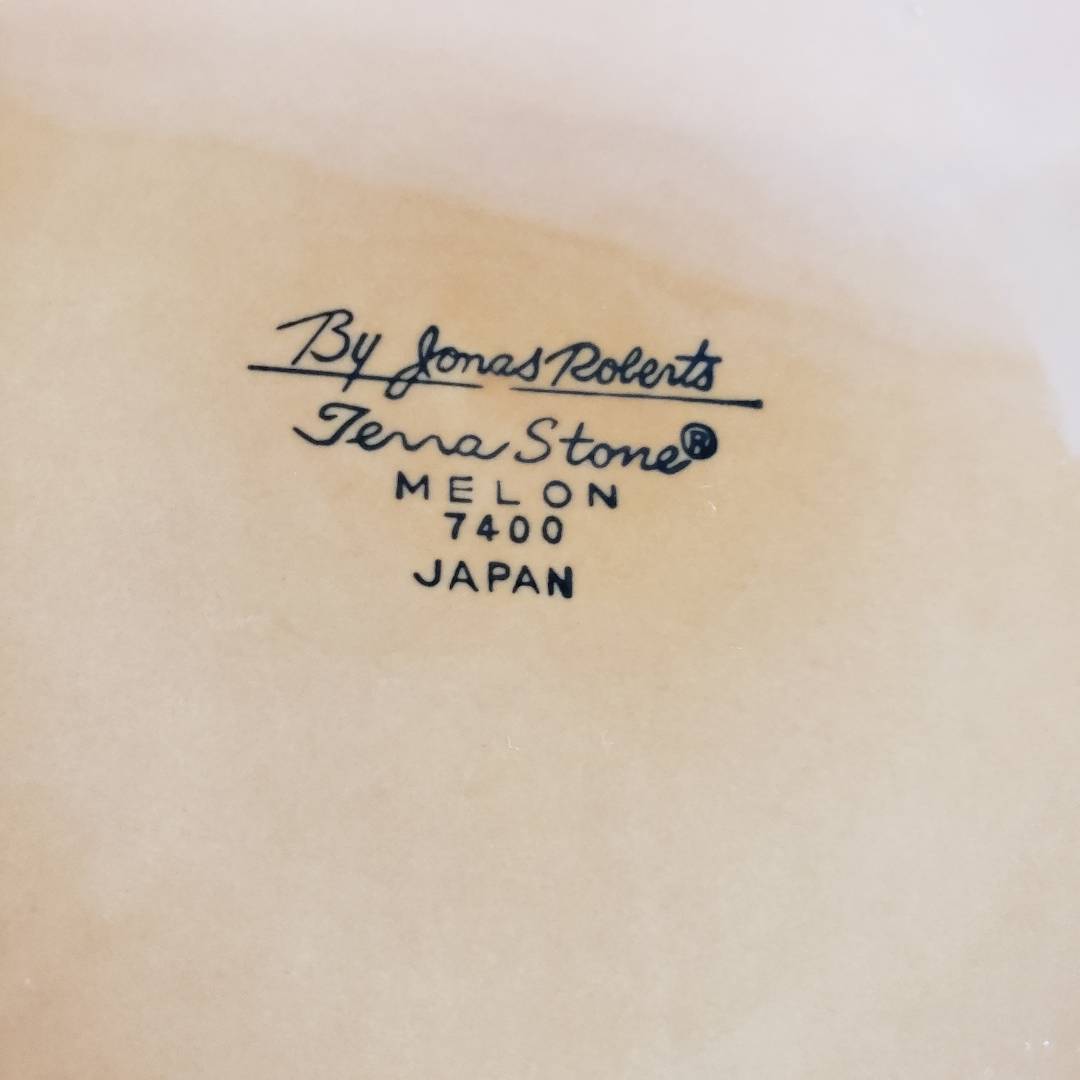 By Jonas Roberts
Terra Stone®
MELON
7400
JAPAN